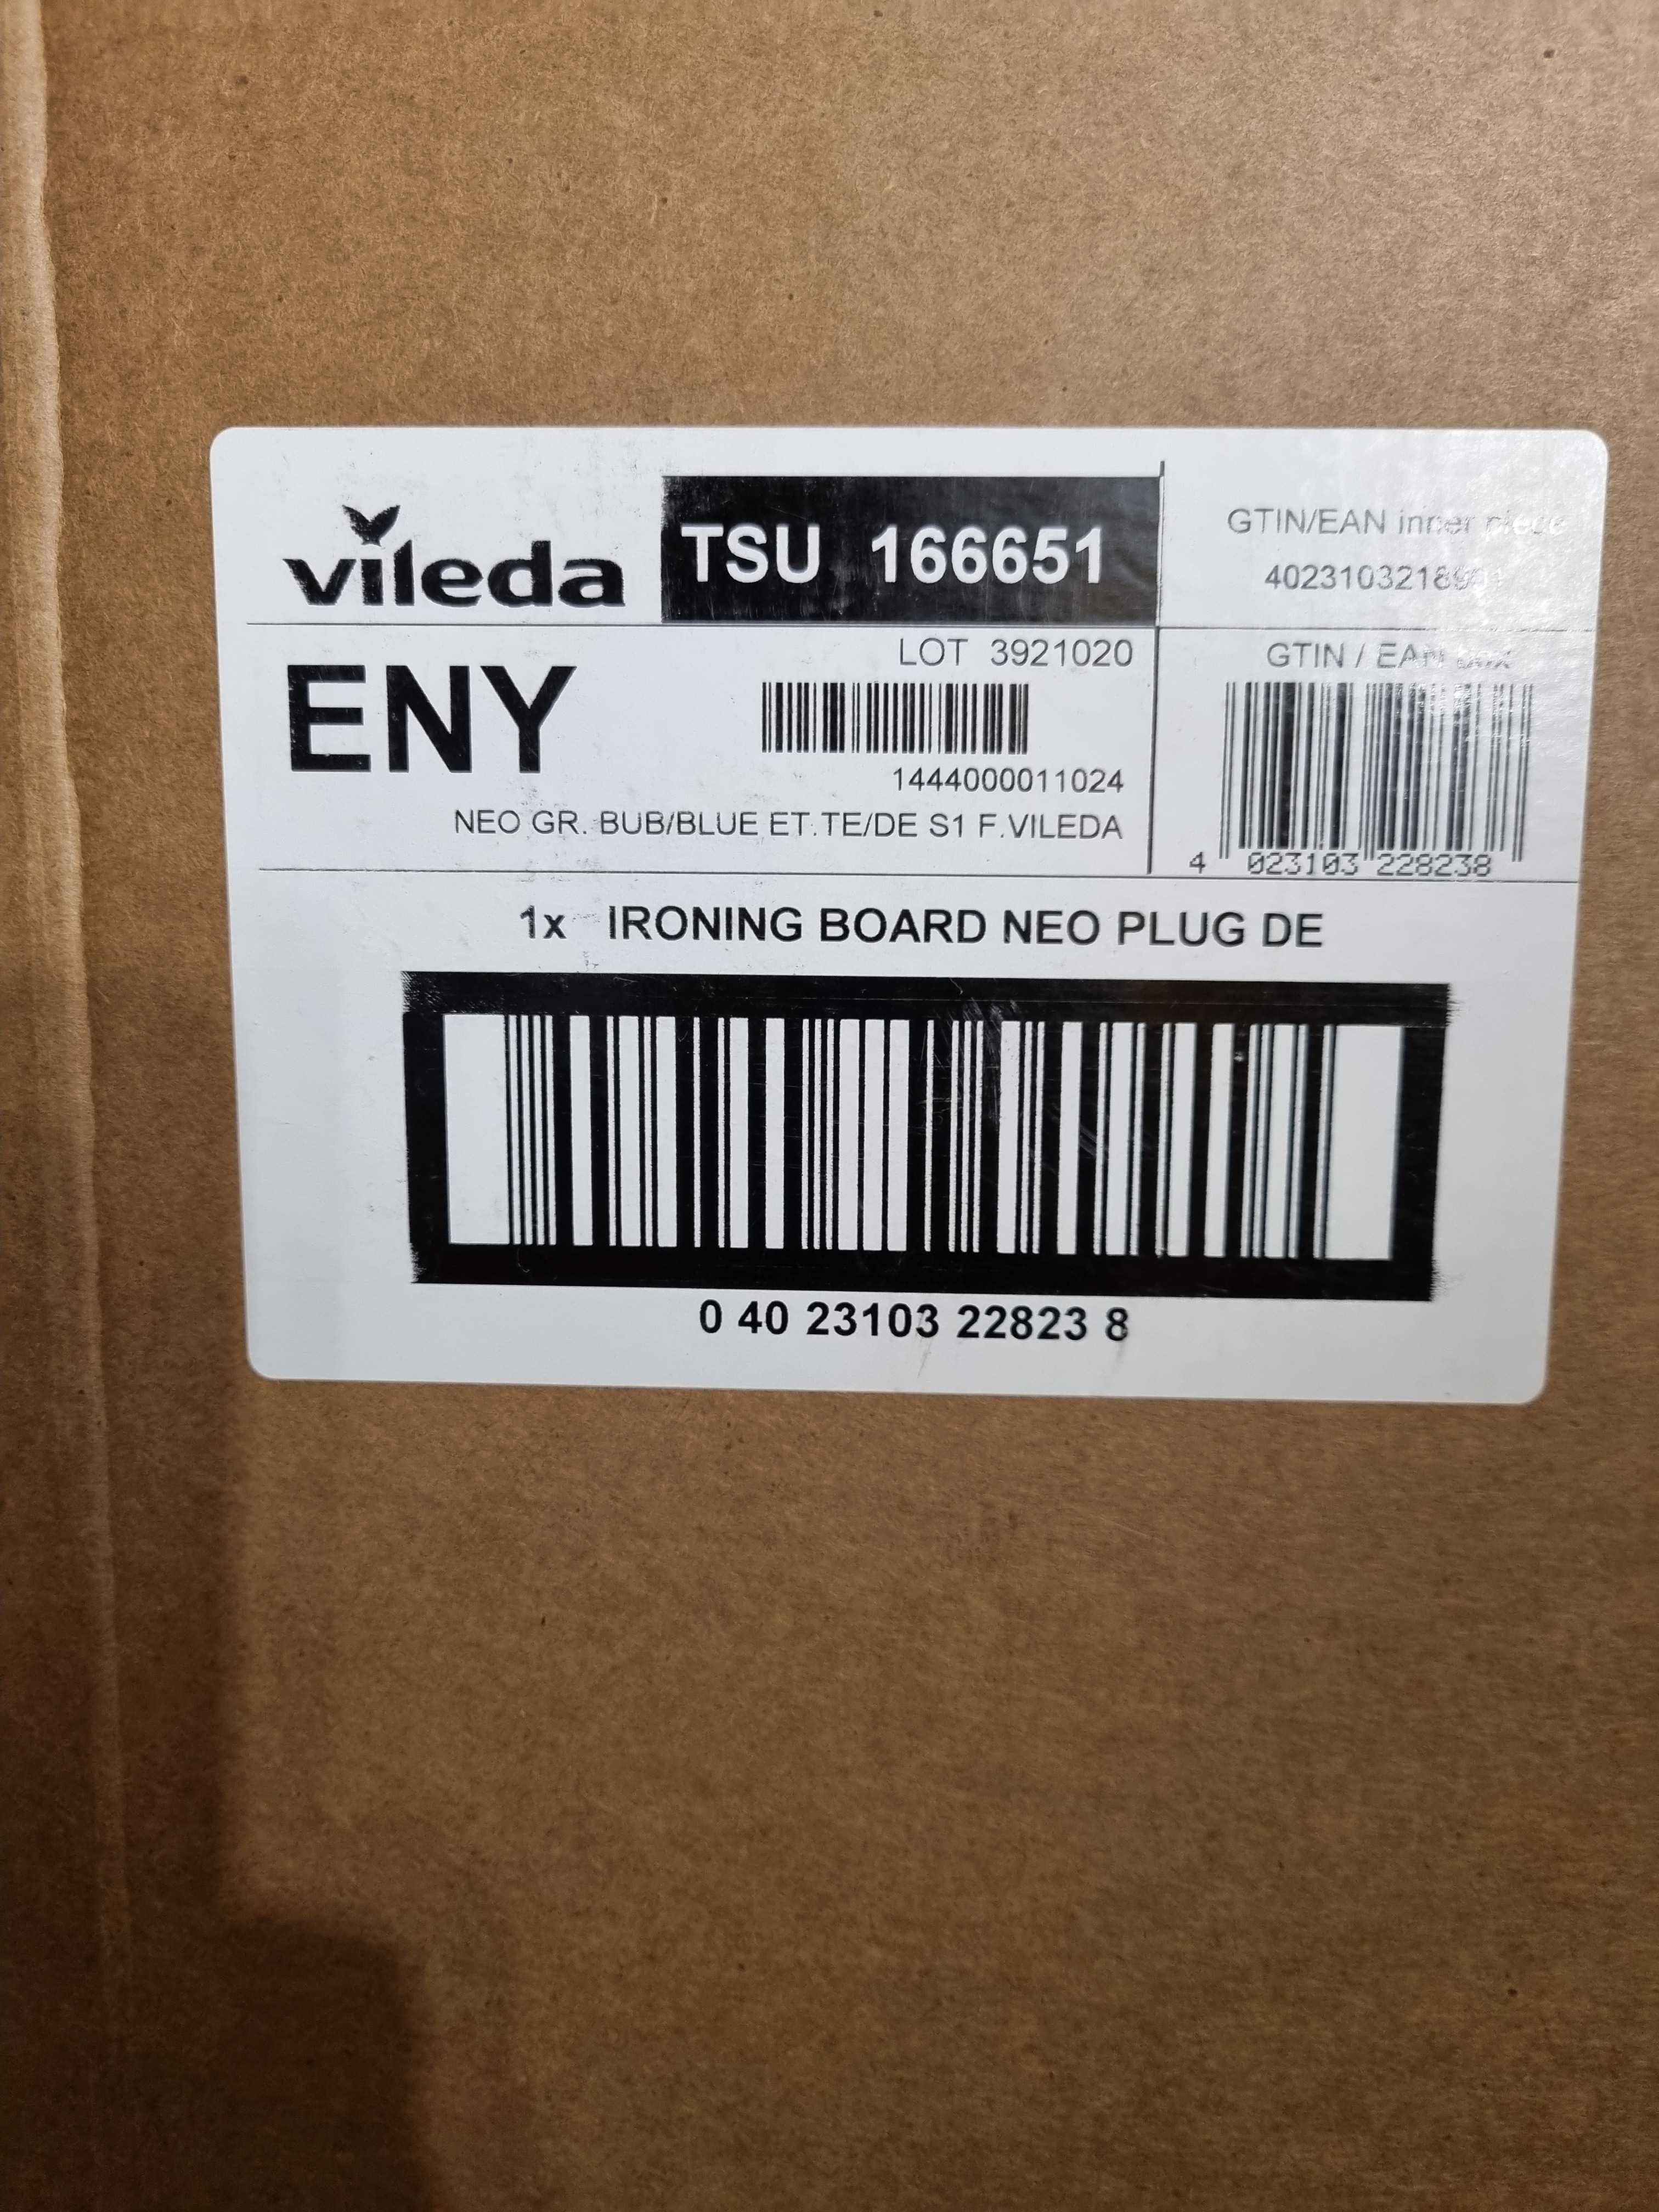 vileda
TSU 166651
GTIN/EAN inner piece
ENY
LOT 3921020
1444000011024
NEO GR. BUB/BLUE ET.TE/DE S1 F.VILEDA
GTIN / EAN box
4 023103 228238
1x IRONING BOARD NEO PLUG DE
0 40 23103 22823 8